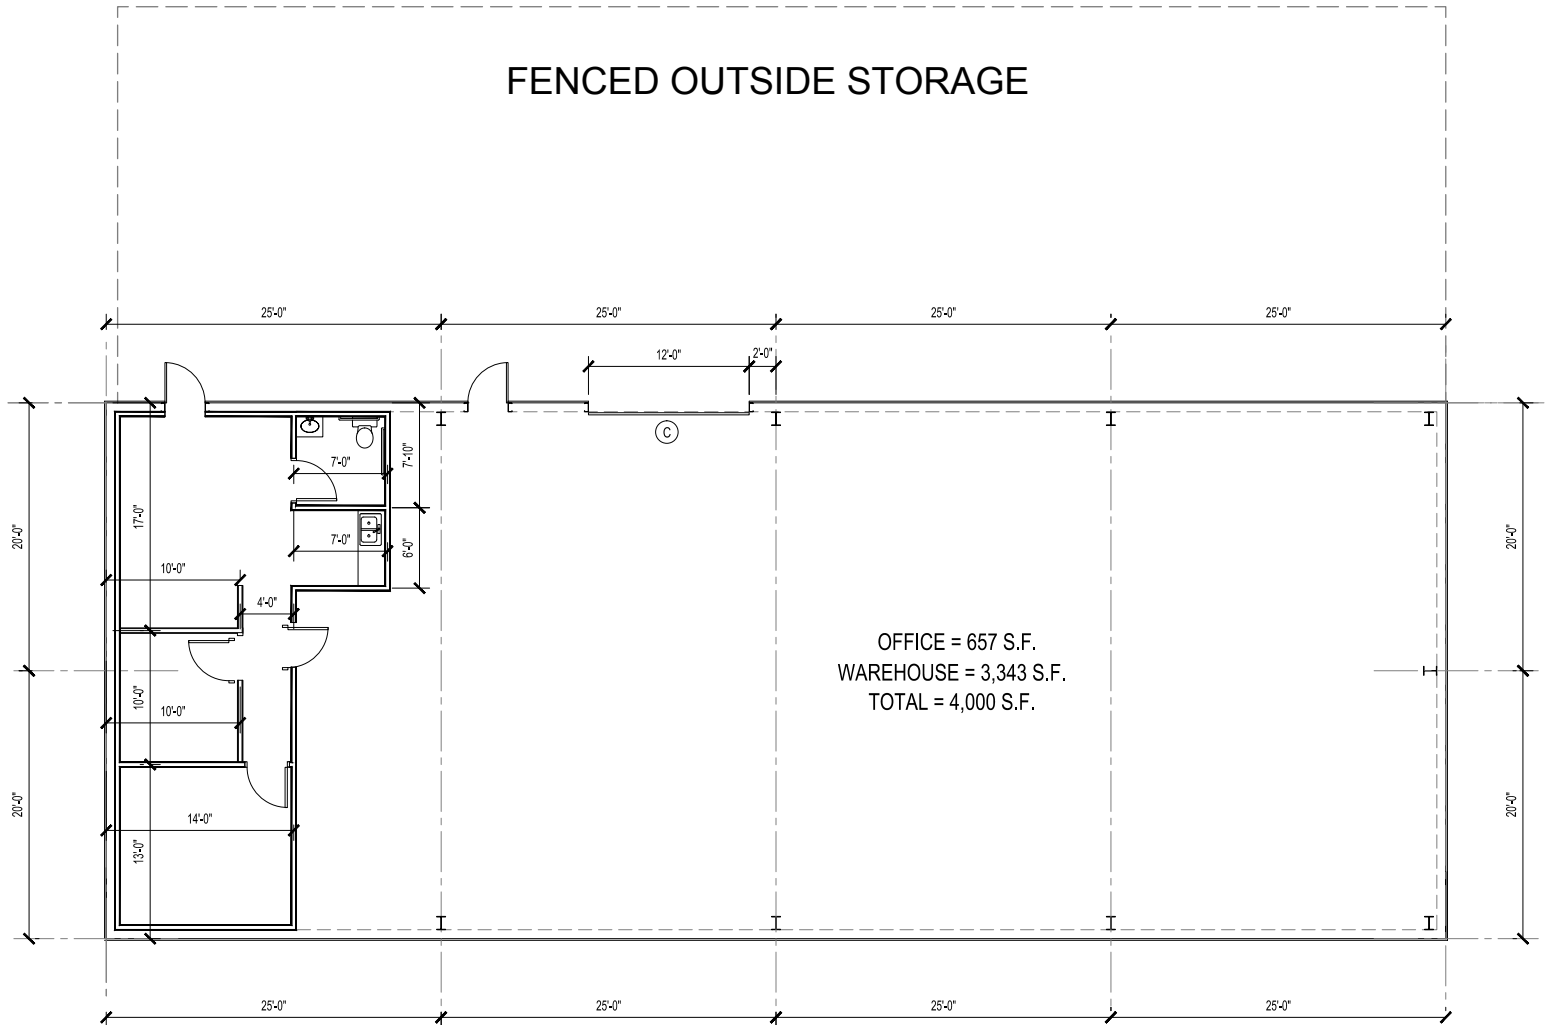 FENCED OUTSIDE STORAGE
25'-0" 25'-0" 25'-0" 25'-0"
12'-0" 2'-0"
C
7'-0" 7'-10"
17'-0"
20'-0" 7'-0" 6'-0" 20'-0"
10'-0"
4'-0"
OFFICE = 657 S.F.
WAREHOUSE = 3,343 S.F.
TOTAL = 4,000 S.F.
10'-0"
10'-0"
20'-0" 14'-0" 20'-0"
13'-0"
25'-0" 25'-0" 25'-0" 25'-0"